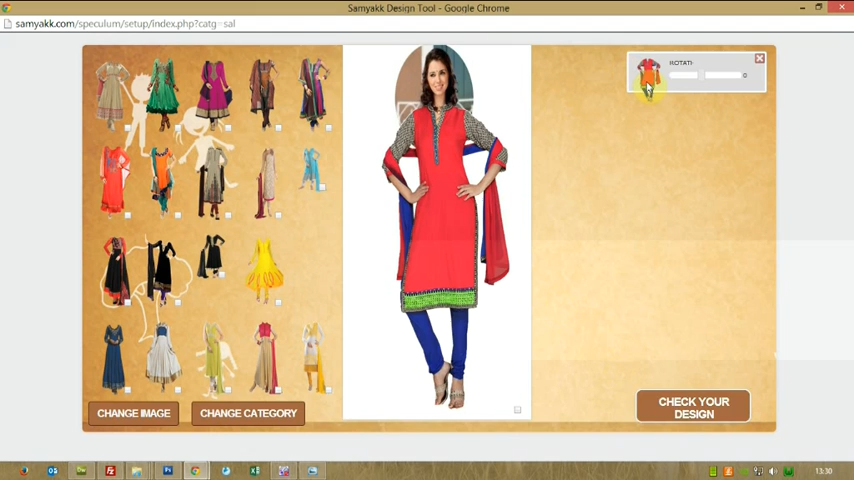 Samyakk Design Tool - Google Chrome
samyakk.com/speculum/setup/index.php?catg=sal
ROTATE
0
CHANGE IMAGE
CHANGE CATEGORY
CHECK YOUR
DESIGN
13:30